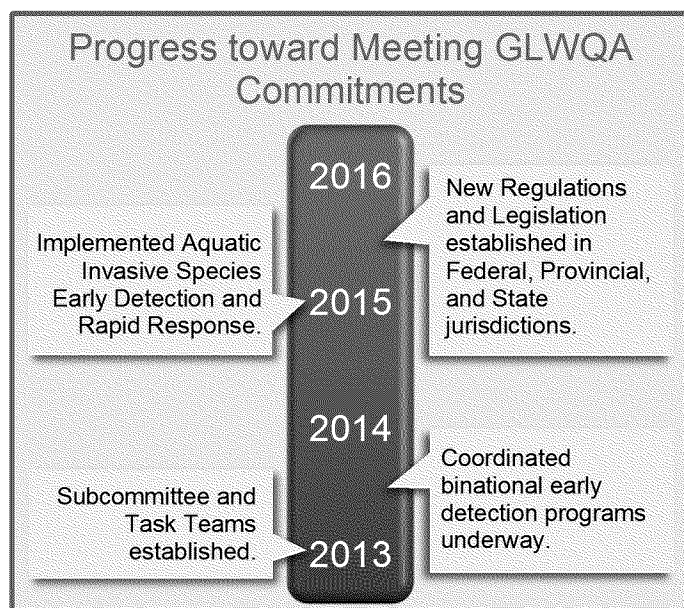 Progress toward Meeting GLWQA
Commitments
2016
New Regulations
and Legislation
established in
Federal, Provincial,
and State
jurisdictions.
Implemented Aquatic
Invasive Species
Early Detection and
Rapid Response.
2015
2014
Coordinated
binational early
detection programs
underway.
Subcommittee and
Task Teams
established.
2013